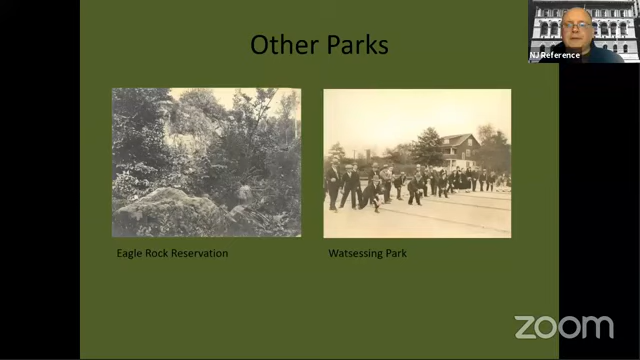 Other Parks
NJ Reference
Eagle Rock Reservation
Watsessing Park
zoom